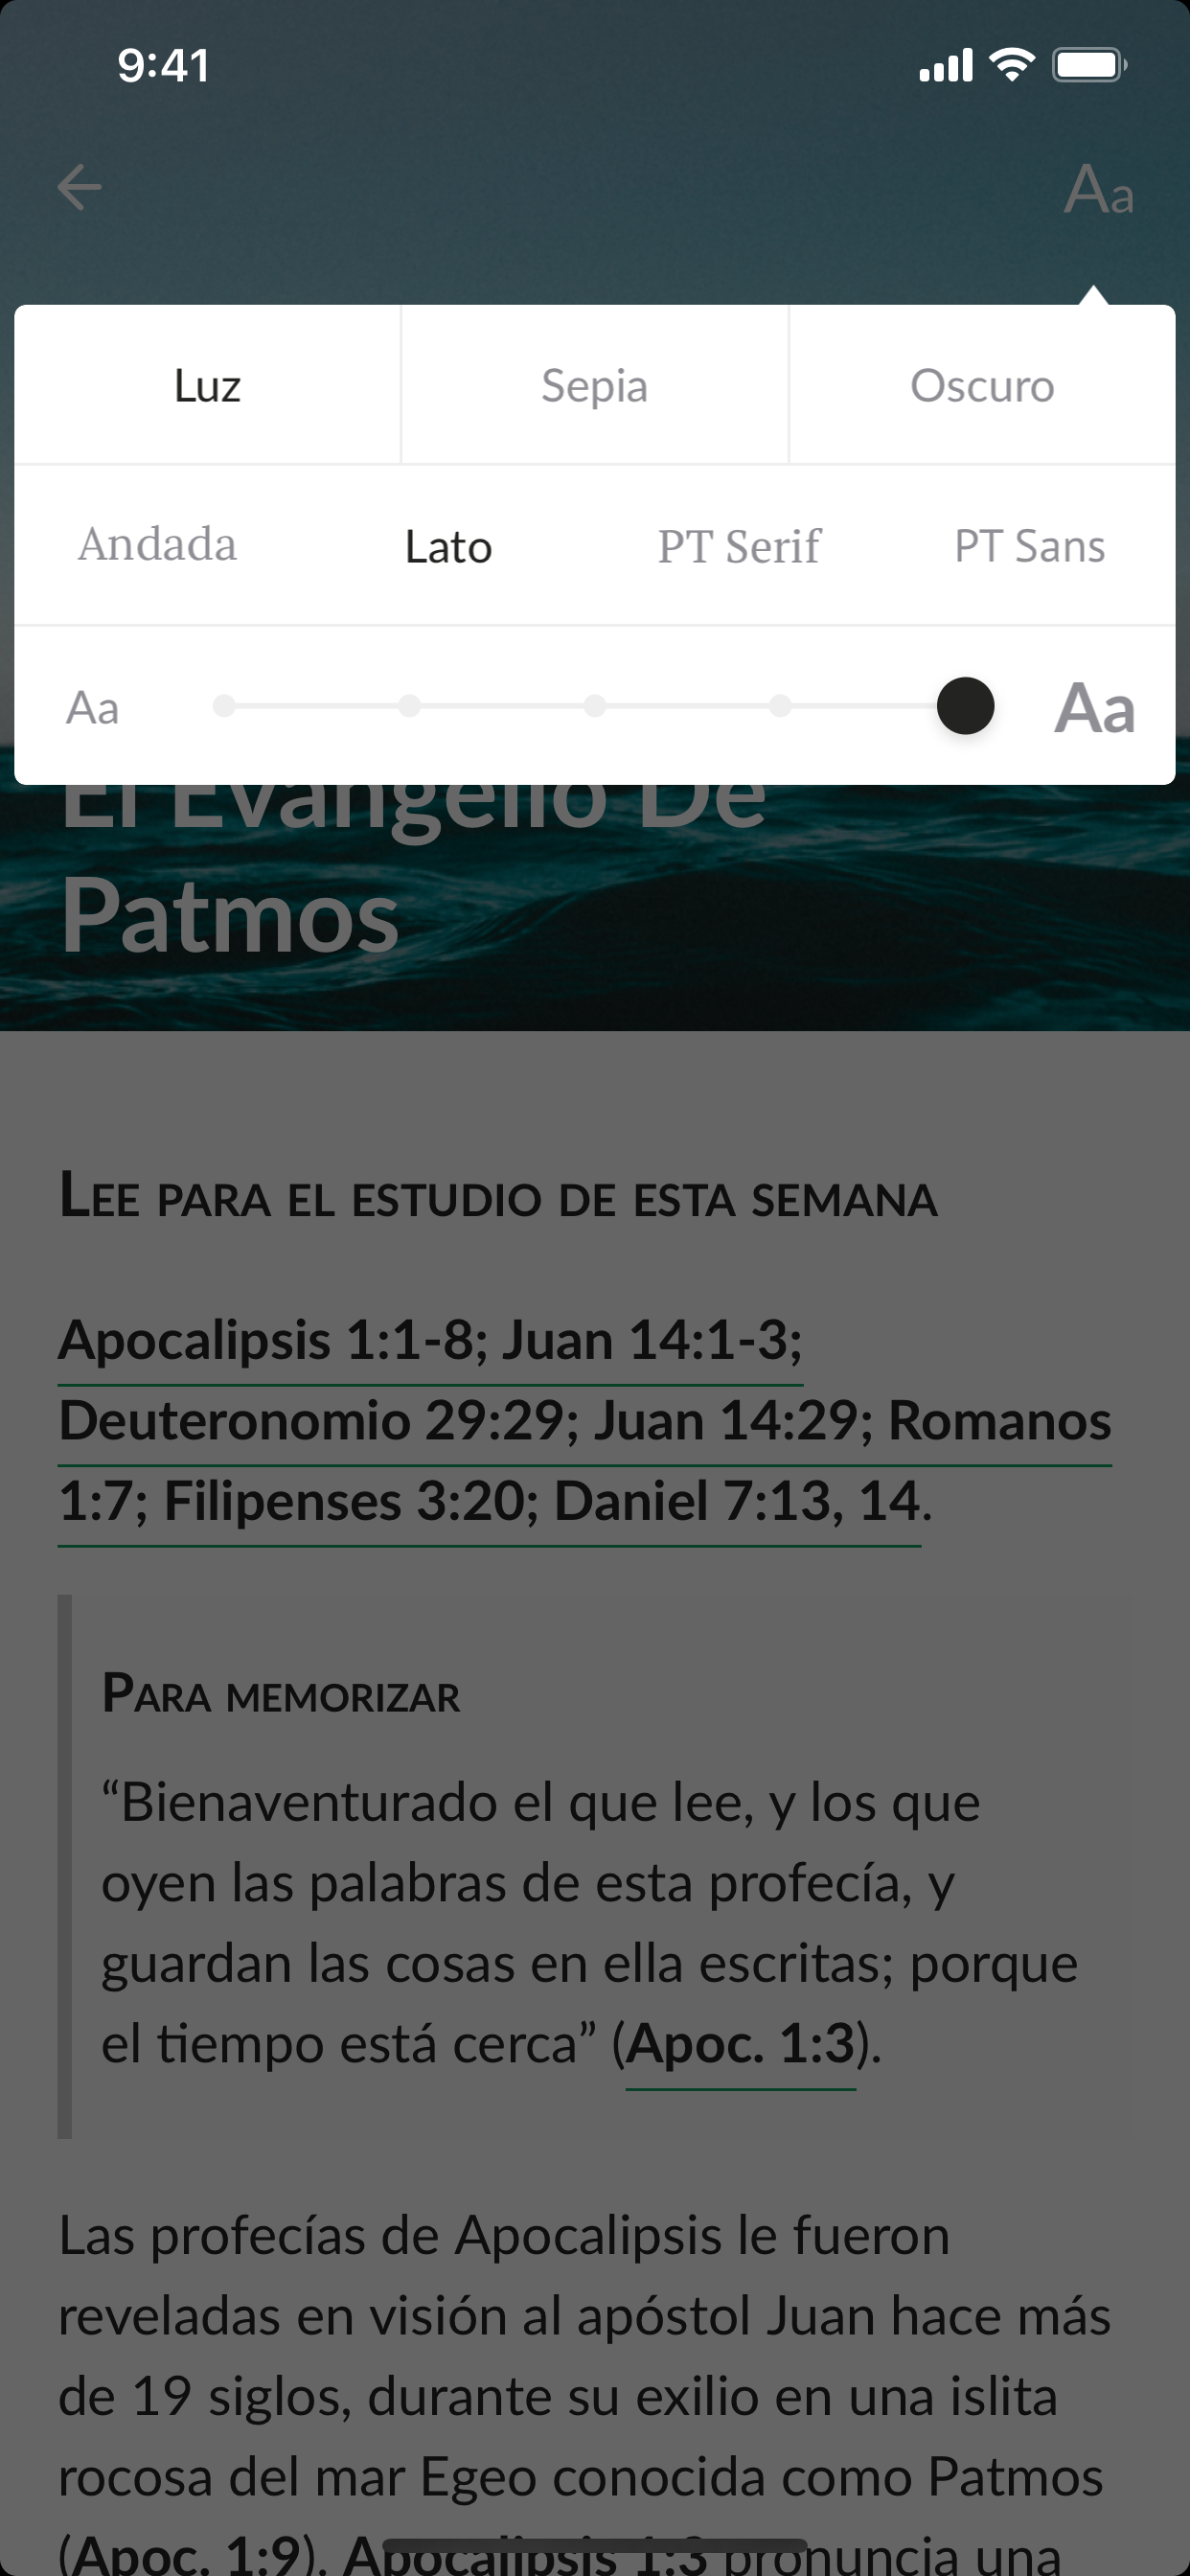 9:41
Aa
Luz Sepia Oscuro
Andada Lato PT Serif PT Sans
Aa Aa
El Evangelio De
Patmos
Lee para el estudio de esta semana
Apocalipsis 1:1-8; Juan 14:1-3;
Deuteronomio 29:29; Juan 14:29; Romanos
1:7; Filipenses 3:20; Daniel 7:13, 14.
Para memorizar
“Bienaventurado el que lee, y los que
oyen las palabras de esta profecía, y
guardan las cosas en ella escritas; porque
el tiempo está cerca” (Apoc. 1:3).
Las profecías de Apocalipsis le fueron
reveladas en visión al apóstol Juan hace más
de 19 siglos, durante su exilio en una islita
rocosa del mar Egeo conocida como Patmos
(Apoc. 1:9). Apocalipsis 1:3 pronuncia una